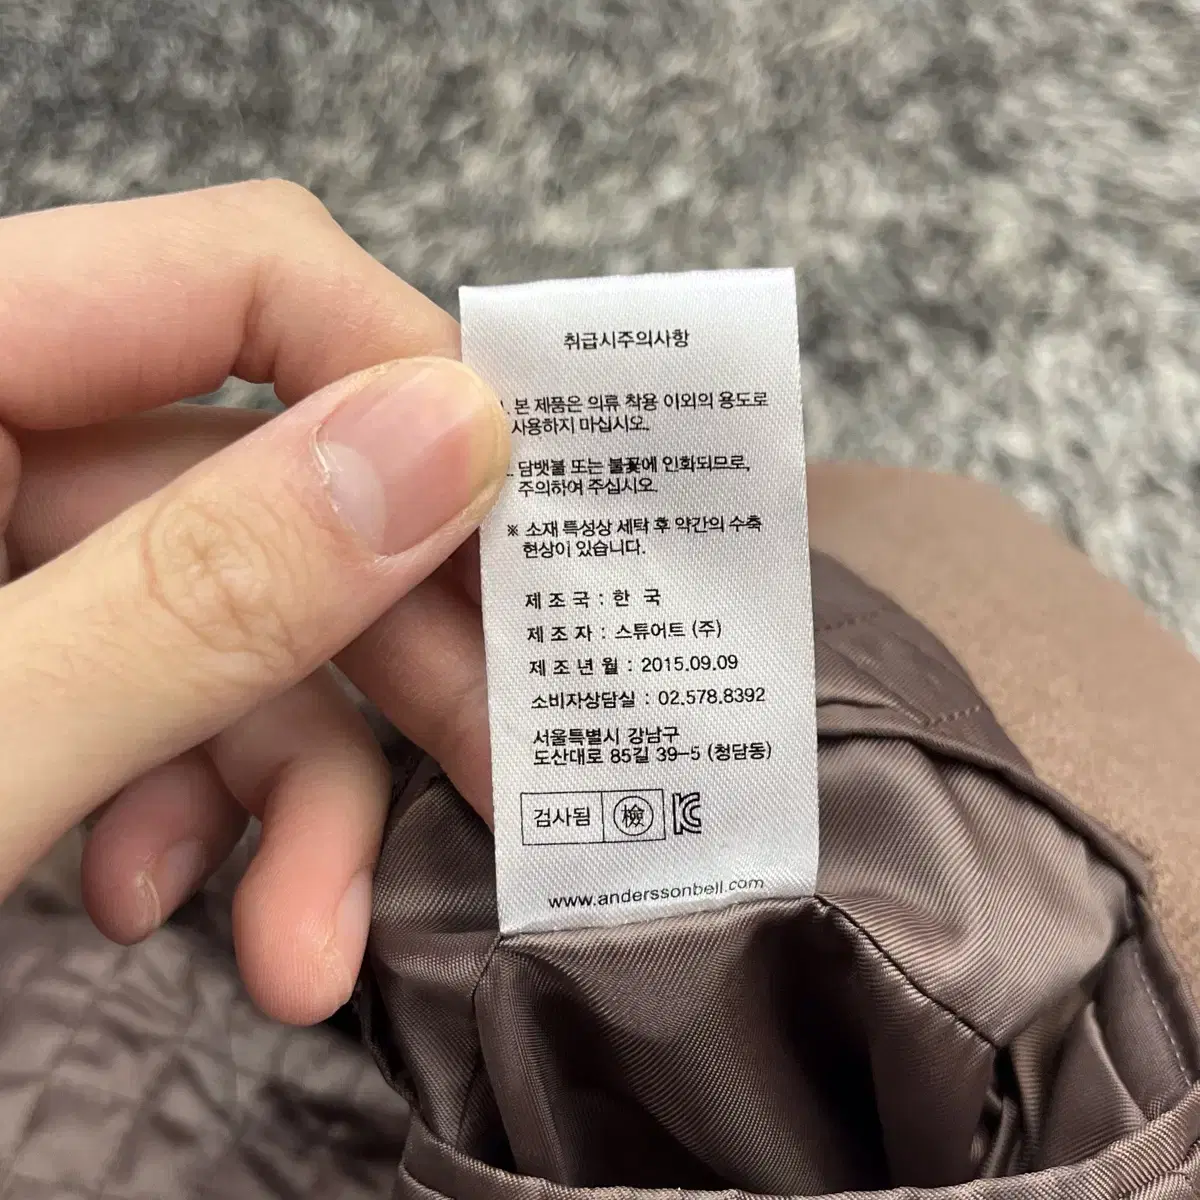 취급시주의사항
. 본 제품은 의류 착용 이외의 용도로
사용하지 마십시오.
담뱃불 또는 불꽃에 인화되므로,
주의하여 주십시오.
※ 소재 특성상 세탁 후 약간의 수축
현상이 있습니다.
제 조 국 : 한 국
제 조 자 : 스튜어트 (주)
제 조 년 월 : 2015.09.09
소비자상담실 : 02.578.8392
서울특별시 강남구
도산대로 85길 39-5 (청담동)
검사됨 檢
www.anderssonbell.com